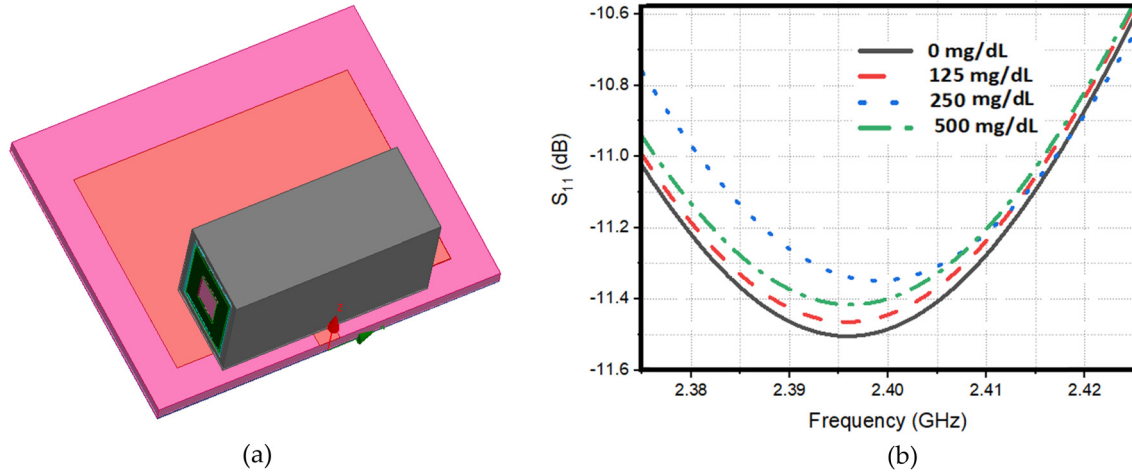 -10.6
-10.8
-11.0
-11.2
-11.4
-11.6
S11 (dB)
0 mg/dL
125 mg/dL
250 mg/dL
500 mg/dL
2.38
2.39
2.40
2.41
2.42
Frequency (GHz)
(a)
(b)